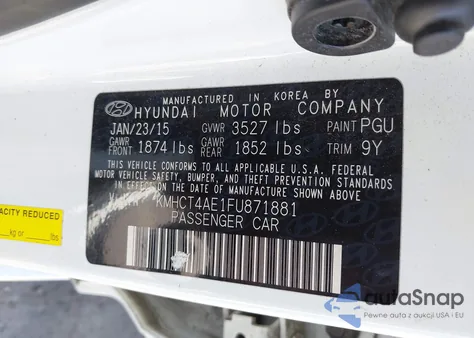 MANUFACTURED IN KOREA BY
HYUNDAI MOTOR COMPANY
JAN/23/15 GVWR 3527 lbs PAINT PGU
GAWR FRONT 1874 lbs GAWR REAR 1852 lbs TRIM 9Y
THIS VEHICLE CONFORMS TO ALL APPLICABLE U.S.A. FEDERAL
MOTOR VEHICLE SAFETY, BUMPER, AND THEFT PREVENTION
STANDARDS IN EFFECT ON THE DATE OF MANUFACTURE
SHOWN ABOVE.
KMHCT4AE1FU871881
PASSENGER CAR
CAPACITY REDUCED
kg or lbs
autoSnap
Pewne auta z aukcji USA i EU